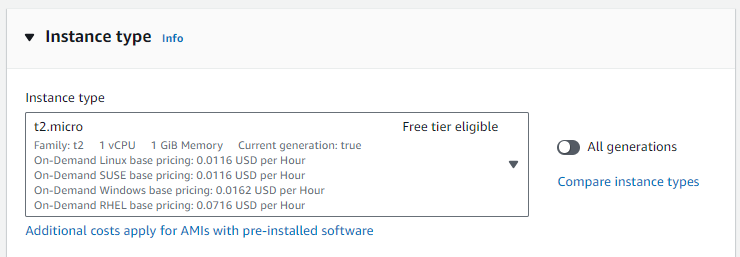 Instance type Info
Instance type
t2.micro Free tier eligible
Family: t2 1 vCPU 1 GiB Memory Current generation: true
On-Demand Linux base pricing: 0.0116 USD per Hour
On-Demand SUSE base pricing: 0.0116 USD per Hour
On-Demand Windows base pricing: 0.0162 USD per Hour
On-Demand RHEL base pricing: 0.0716 USD per Hour
All generations
Compare instance types
Additional costs apply for AMIs with pre-installed software